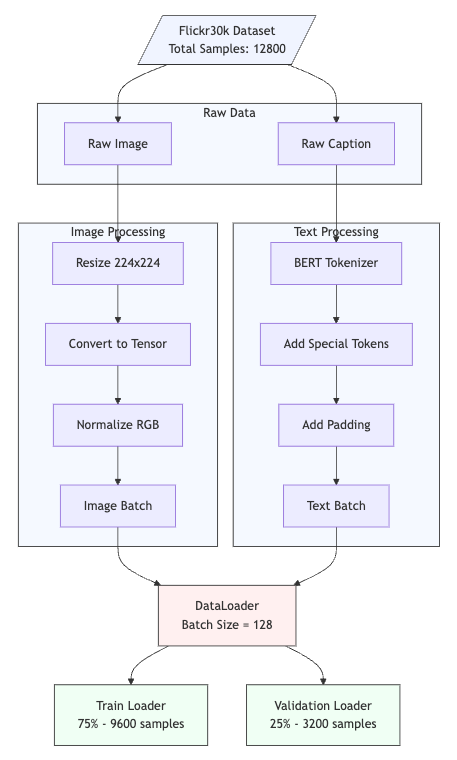 Flickr30k Dataset
Total Samples: 12800
Raw Data
Raw Image
Raw Caption
Image Processing
Resize 224x224
Convert to Tensor
Normalize RGB
Image Batch
Text Processing
BERT Tokenizer
Add Special Tokens
Add Padding
Text Batch
DataLoader
Batch Size = 128
Train Loader
75% - 9600 samples
Validation Loader
25% - 3200 samples